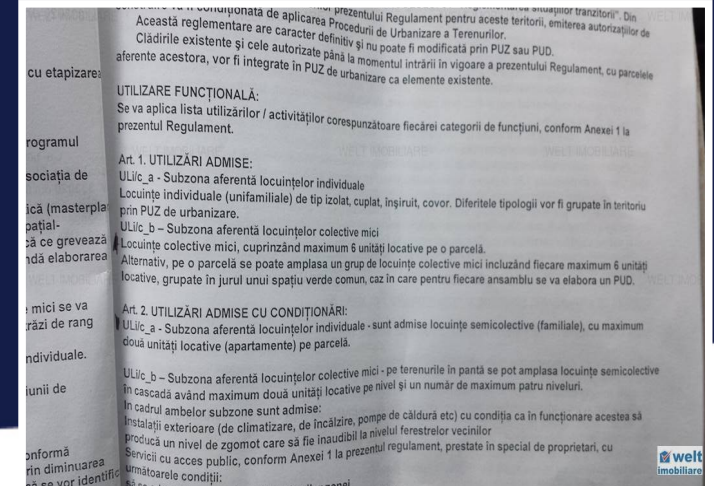 prezentului Regulament pentru aceste teritorii, emiterea autorizațiilor de
condiționată de aplicarea Procedurii de Urbanizare a Terenurilor.
Această reglementare are caracter definitiv și nu poate fi modificată prin PUZ sau PUD.
Clădirile existente și cele autorizate până la momentul intrării în vigoare a prezentului Regulament, cu parcelele
aferente acestora, vor fi integrate în PUZ de urbanizare ca elemente existente.
UTILIZARE FUNCȚIONALĂ:
Se va aplica lista utilizărilor / activităților corespunzătoare fiecărei categorii de funcțiuni, conform Anexei 1 la
prezentul Regulament.
Art. 1. UTILIZĂRI ADMISE:
ULi/c_a - Subzona aferentă locuințelor individuale
Locuințe individuale (unifamiliale) de tip izolat, cuplat, înșiruit, covor. Diferitele tipologii vor fi grupate în teritoriu
prin PUZ de urbanizare.
ULi/c_b – Subzona aferentă locuințelor colective mici
Locuințe colective mici, cuprinzând maximum 6 unități locative pe o parcelă.
Alternativ, pe o parcelă se poate amplasa un grup de locuințe colective mici incluzând fiecare maximum 6 unități
locative, grupate în jurul unui spațiu verde comun, caz în care pentru fiecare ansamblu se va elabora un PUD.
Art. 2. UTILIZĂRI ADMISE CU CONDIȚIONĂRI:
ULi/c_a - Subzona aferentă locuințelor individuale - sunt admise locuințe semicolective (familiale), cu maximum
două unități locative (apartamente) pe parcelă.
ULi/c_b – Subzona aferentă locuințelor colective mici - pe terenurile în pantă se pot amplasa locuințe semicolective
în cascadă având maximum două unități locative pe nivel și un număr de maximum patru niveluri.
În cadrul ambelor subzone sunt admise:
Instalații exterioare (de climatizare, de încălzire, pompe de căldură etc) cu condiția ca în funcționare acestea să
producă un nivel de zgomot care să fie inaudibil la nivelul ferestrelor vecinilor
Servicii cu acces public, conform Anexei 1 la prezentul regulament, prestate în special de proprietari, cu
următoarele condiții:
cu etapizarea
rogramul
sociația de
ică (masterpla
pațial-
că ce grevează
ndă elaborarea
mici se va
răzi de rang
ndividuale.
iunii de
onformă
rin diminuarea
se vor identific
welt
imobiliare